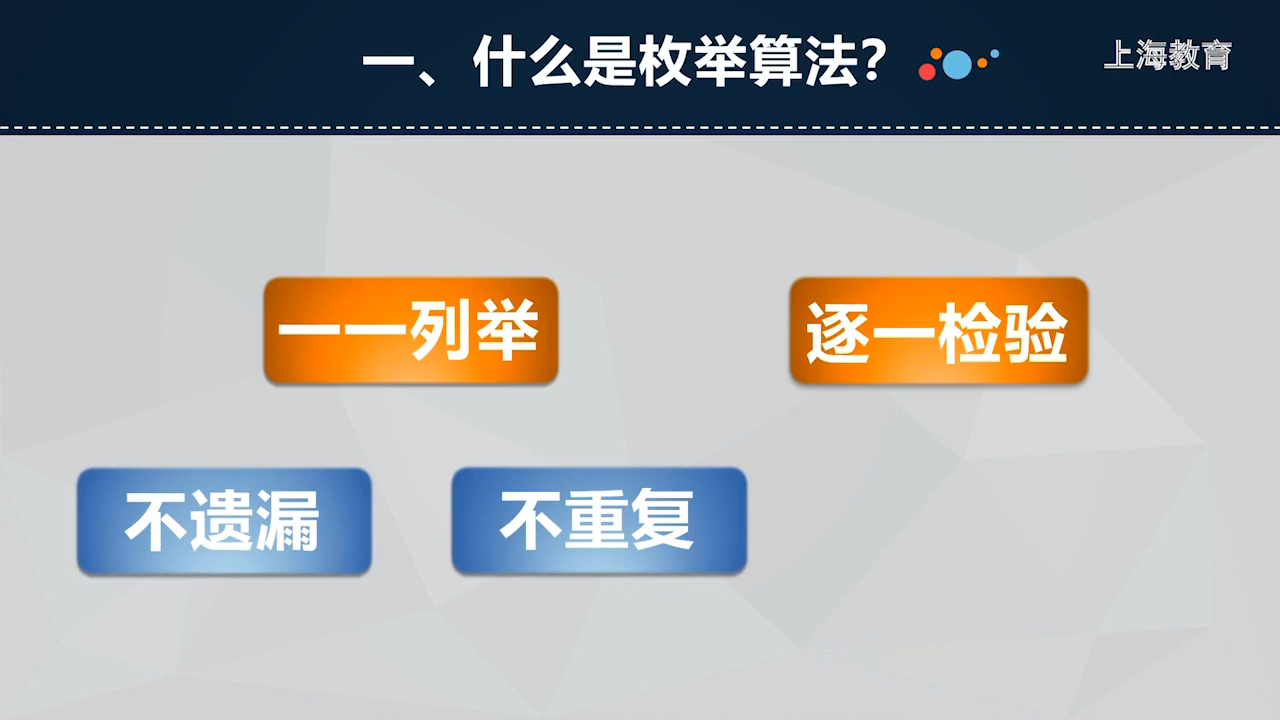 一、什么是枚举算法？
上海教育
一一列举
逐一检验
不遗漏
不重复